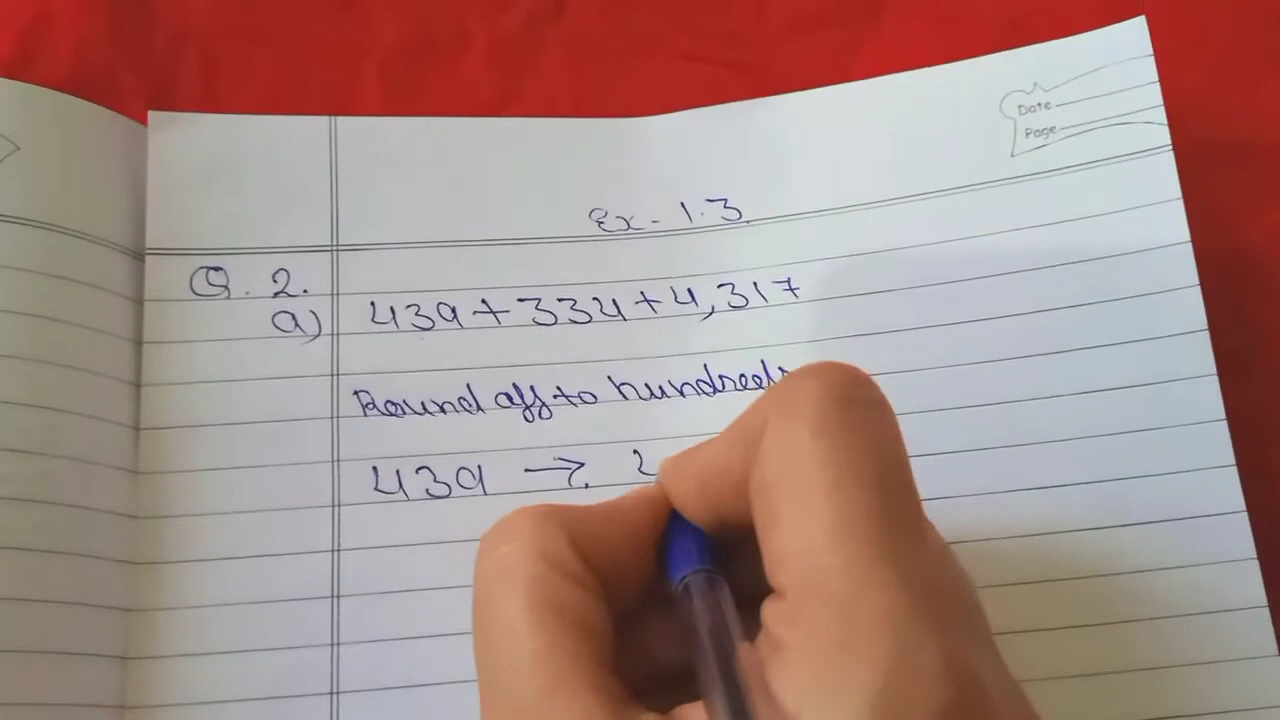 Date
Page
Ex - 1.3
Q. 2.
a) 439 + 334 + 4,317
Round off to hundreds
439 →